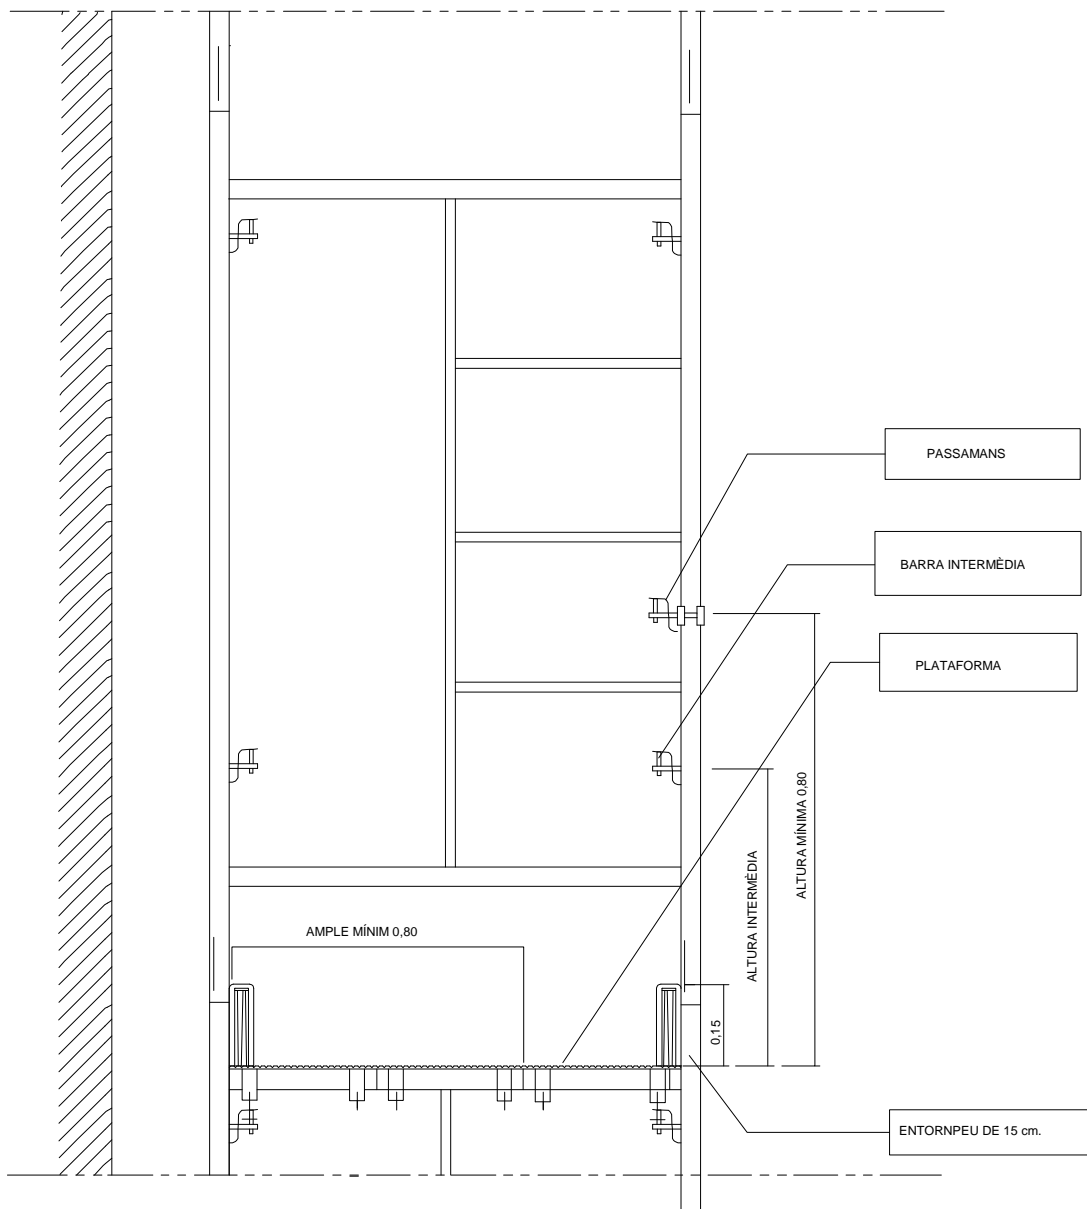 PASSAMANS
BARRA INTERMÈDIA
PLATAFORMA
ALTURA MÍNIMA 0,80
ALTURA INTERMÈDIA
AMPLE MÍNIM 0,80
0,15
ENTORNPEU DE 15 cm.